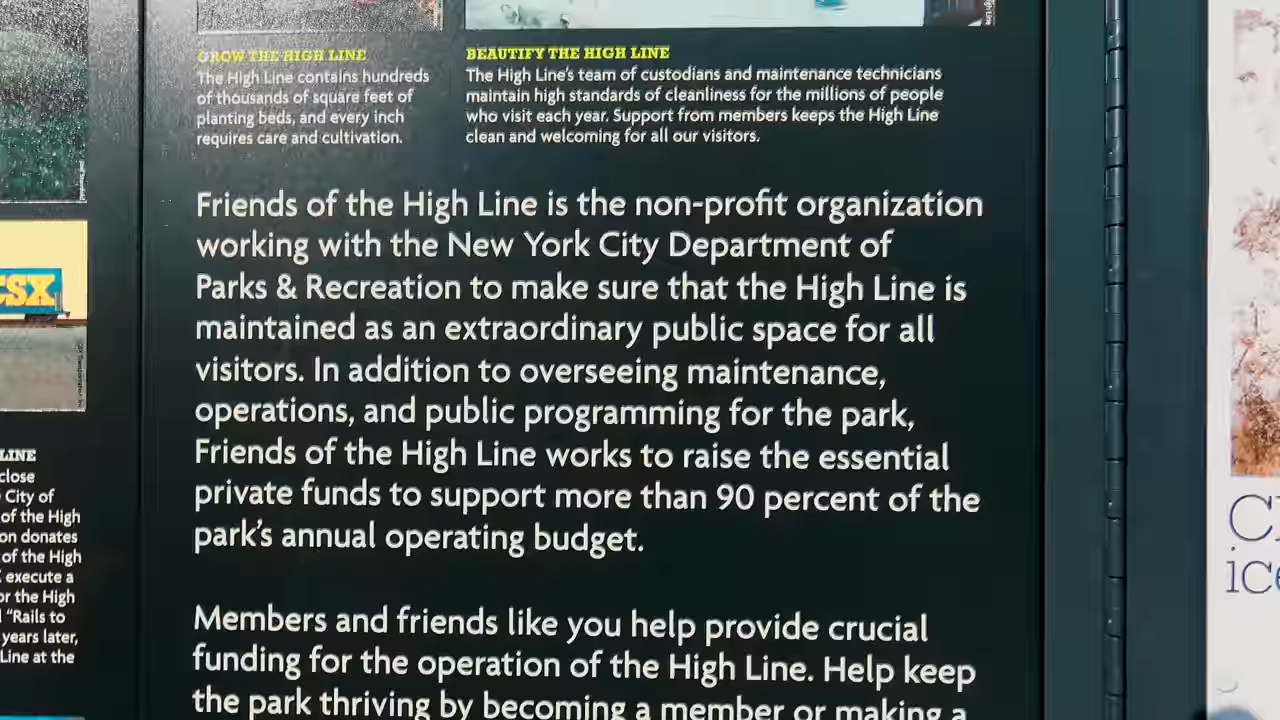 CSX
LINE
close
City of
of the High
on donates
of the High
execute a
or the High
“Rails to
years later,
Line at the
GROW THE HIGH LINE
The High Line contains hundreds
of thousands of square feet of
planting beds, and every inch
requires care and cultivation.
BEAUTIFY THE HIGH LINE
The High Line’s team of custodians and maintenance technicians
maintain high standards of cleanliness for the millions of people
who visit each year. Support from members keeps the High Line
clean and welcoming for all our visitors.
Friends of the High Line is the non-profit organization
working with the New York City Department of
Parks & Recreation to make sure that the High Line is
maintained as an extraordinary public space for all
visitors. In addition to overseeing maintenance,
operations, and public programming for the park,
Friends of the High Line works to raise the essential
private funds to support more than 90 percent of the
park’s annual operating budget.
Members and friends like you help provide crucial
funding for the operation of the High Line. Help keep
the park thriving by becoming a member or making a
ice